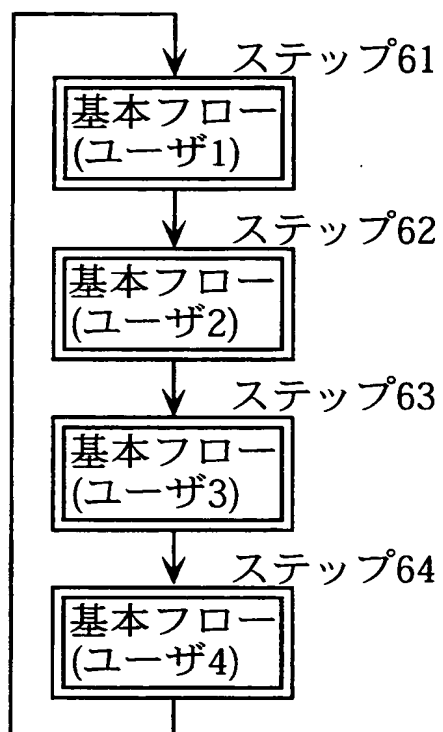 ステップ61
基本フロー
(ユーザ1)
ステップ62
基本フロー
(ユーザ2)
ステップ63
基本フロー
(ユーザ3)
ステップ64
基本フロー
(ユーザ4)